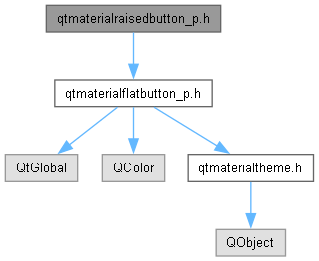 qtmaterialraisedbutton_p.h
qtmaterialflatbutton_p.h
QtGlobal
QColor
qtmaterialtheme.h
QObject